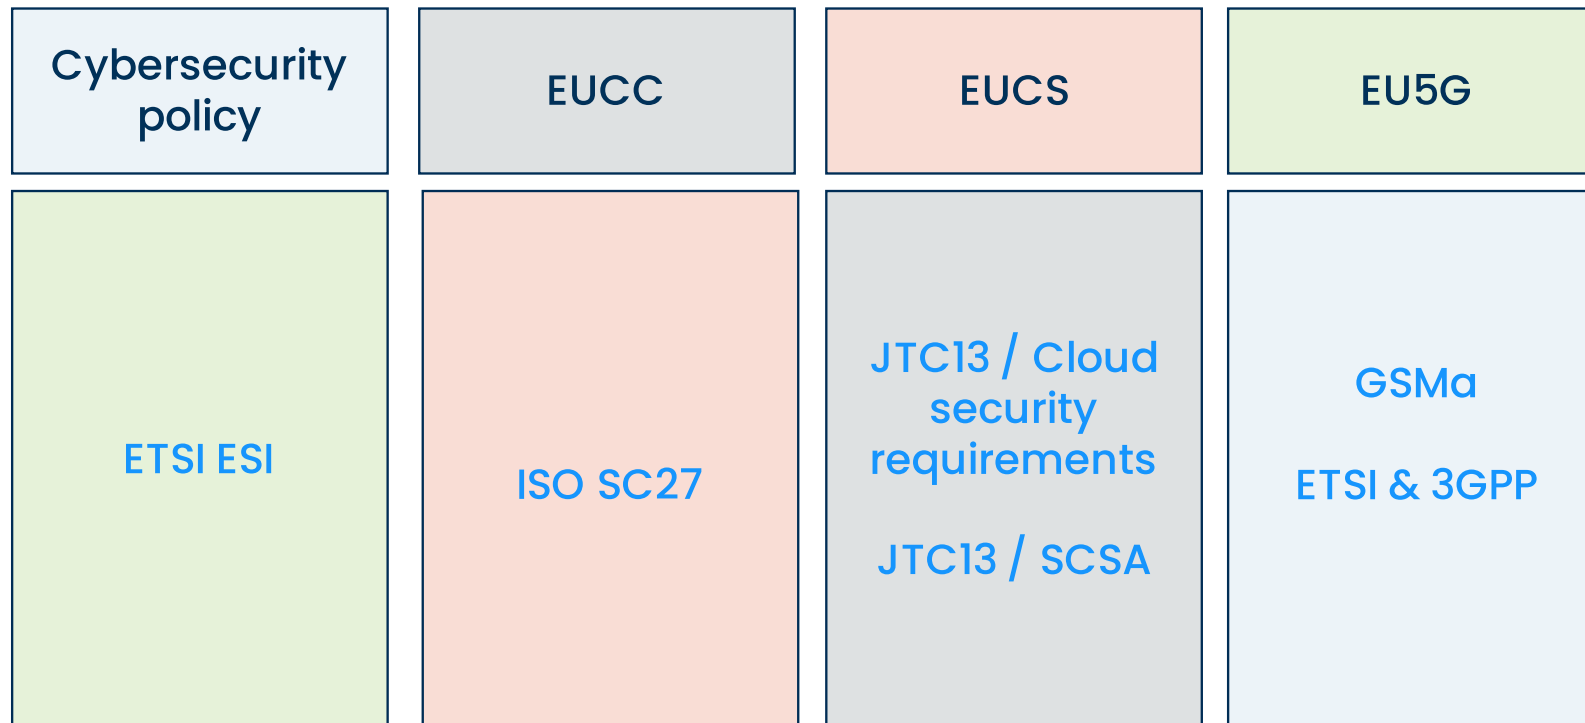 Cybersecurity
policy
EUCC
EUCS
EU5G
ETSI ESI
ISO SC27
JTC13 / Cloud
security
requirements
JTC13 / SCSA
GSMa
ETSI & 3GPP